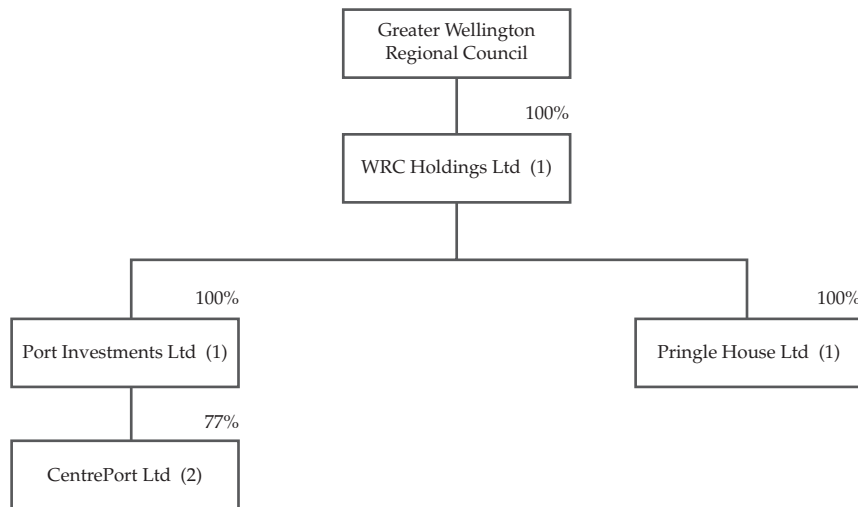 Greater Wellington
Regional Council
100%
WRC Holdings Ltd (1)
100%
100%
Port Investments Ltd (1)
Pringle House Ltd (1)
77%
CentrePort Ltd (2)